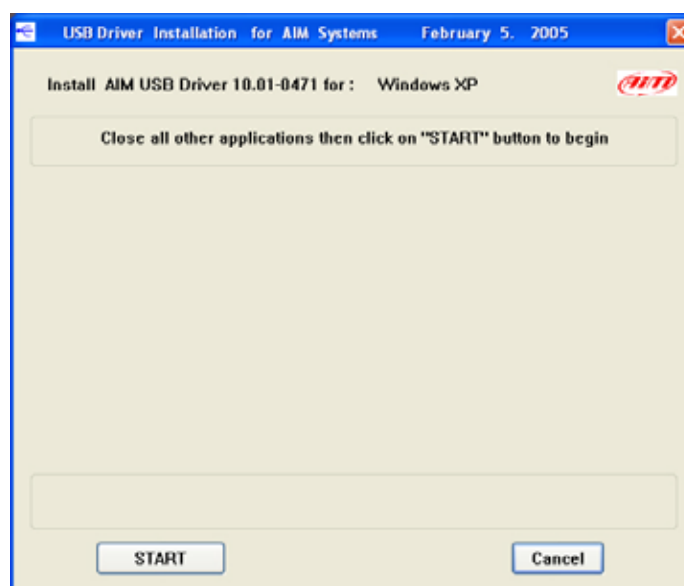 USB Driver Installation for AIM Systems February 5. 2005
Install AIM USB Driver 10.01-0471 for : Windows XP
AIM
Close all other applications then click on "START" button to begin
START Cancel